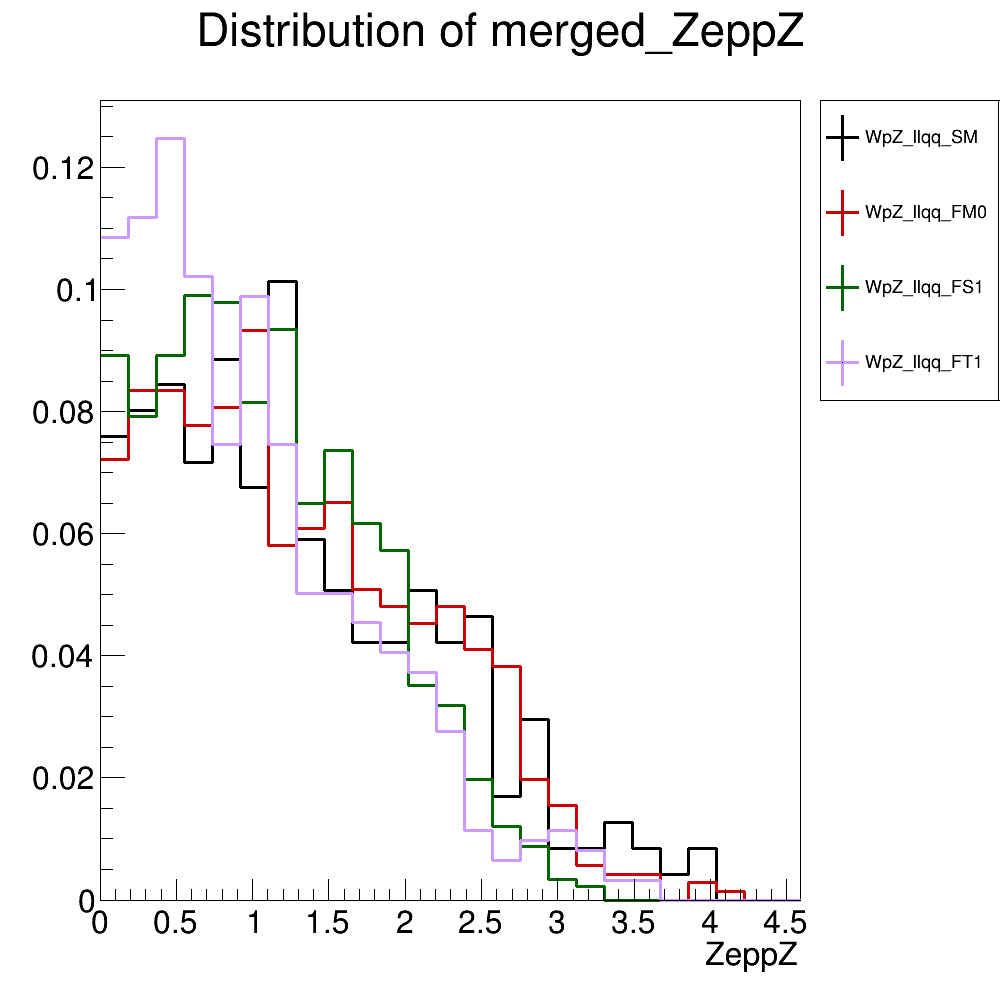 Distribution of merged_ZeppZ
WpZ_llqq_SM
WpZ_llqq_FM0
WpZ_llqq_FS1
WpZ_llqq_FT1
0.12
0.1
0.08
0.06
0.04
0.02
0
0 0.5 1 1.5 2 2.5 3 3.5 4 4.5
ZeppZ